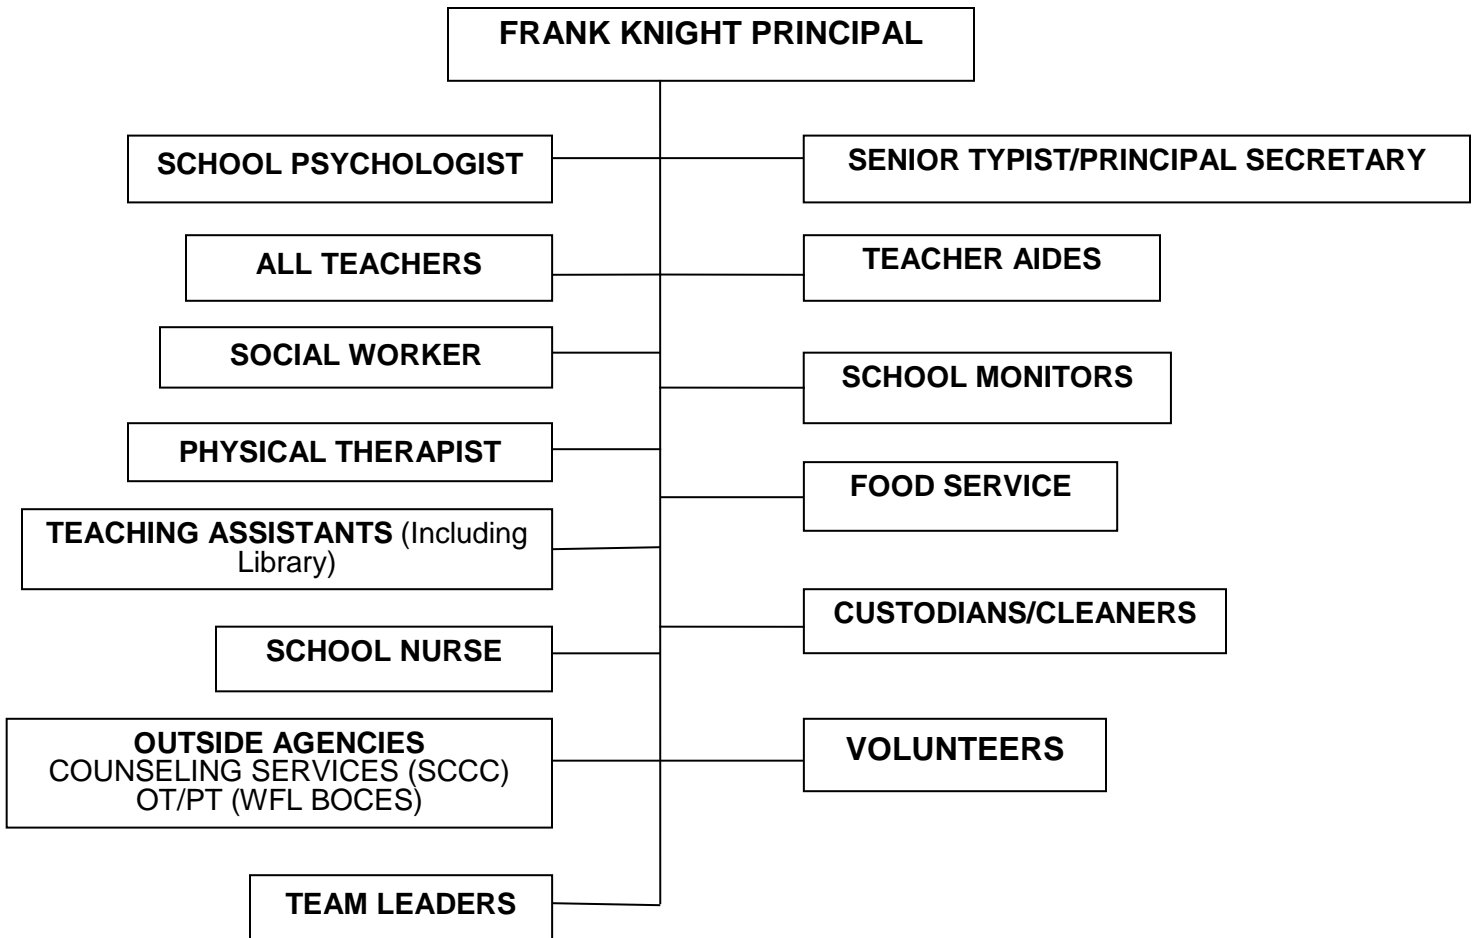 FRANK KNIGHT PRINCIPAL
SCHOOL PSYCHOLOGIST
SENIOR TYPIST/PRINCIPAL SECRETARY
ALL TEACHERS
TEACHER AIDES
SOCIAL WORKER
SCHOOL MONITORS
PHYSICAL THERAPIST
FOOD SERVICE
TEACHING ASSISTANTS (Including
Library)
CUSTODIANS/CLEANERS
SCHOOL NURSE
OUTSIDE AGENCIES
COUNSELING SERVICES (SCCC)
OT/PT (WFL BOCES)
VOLUNTEERS
TEAM LEADERS